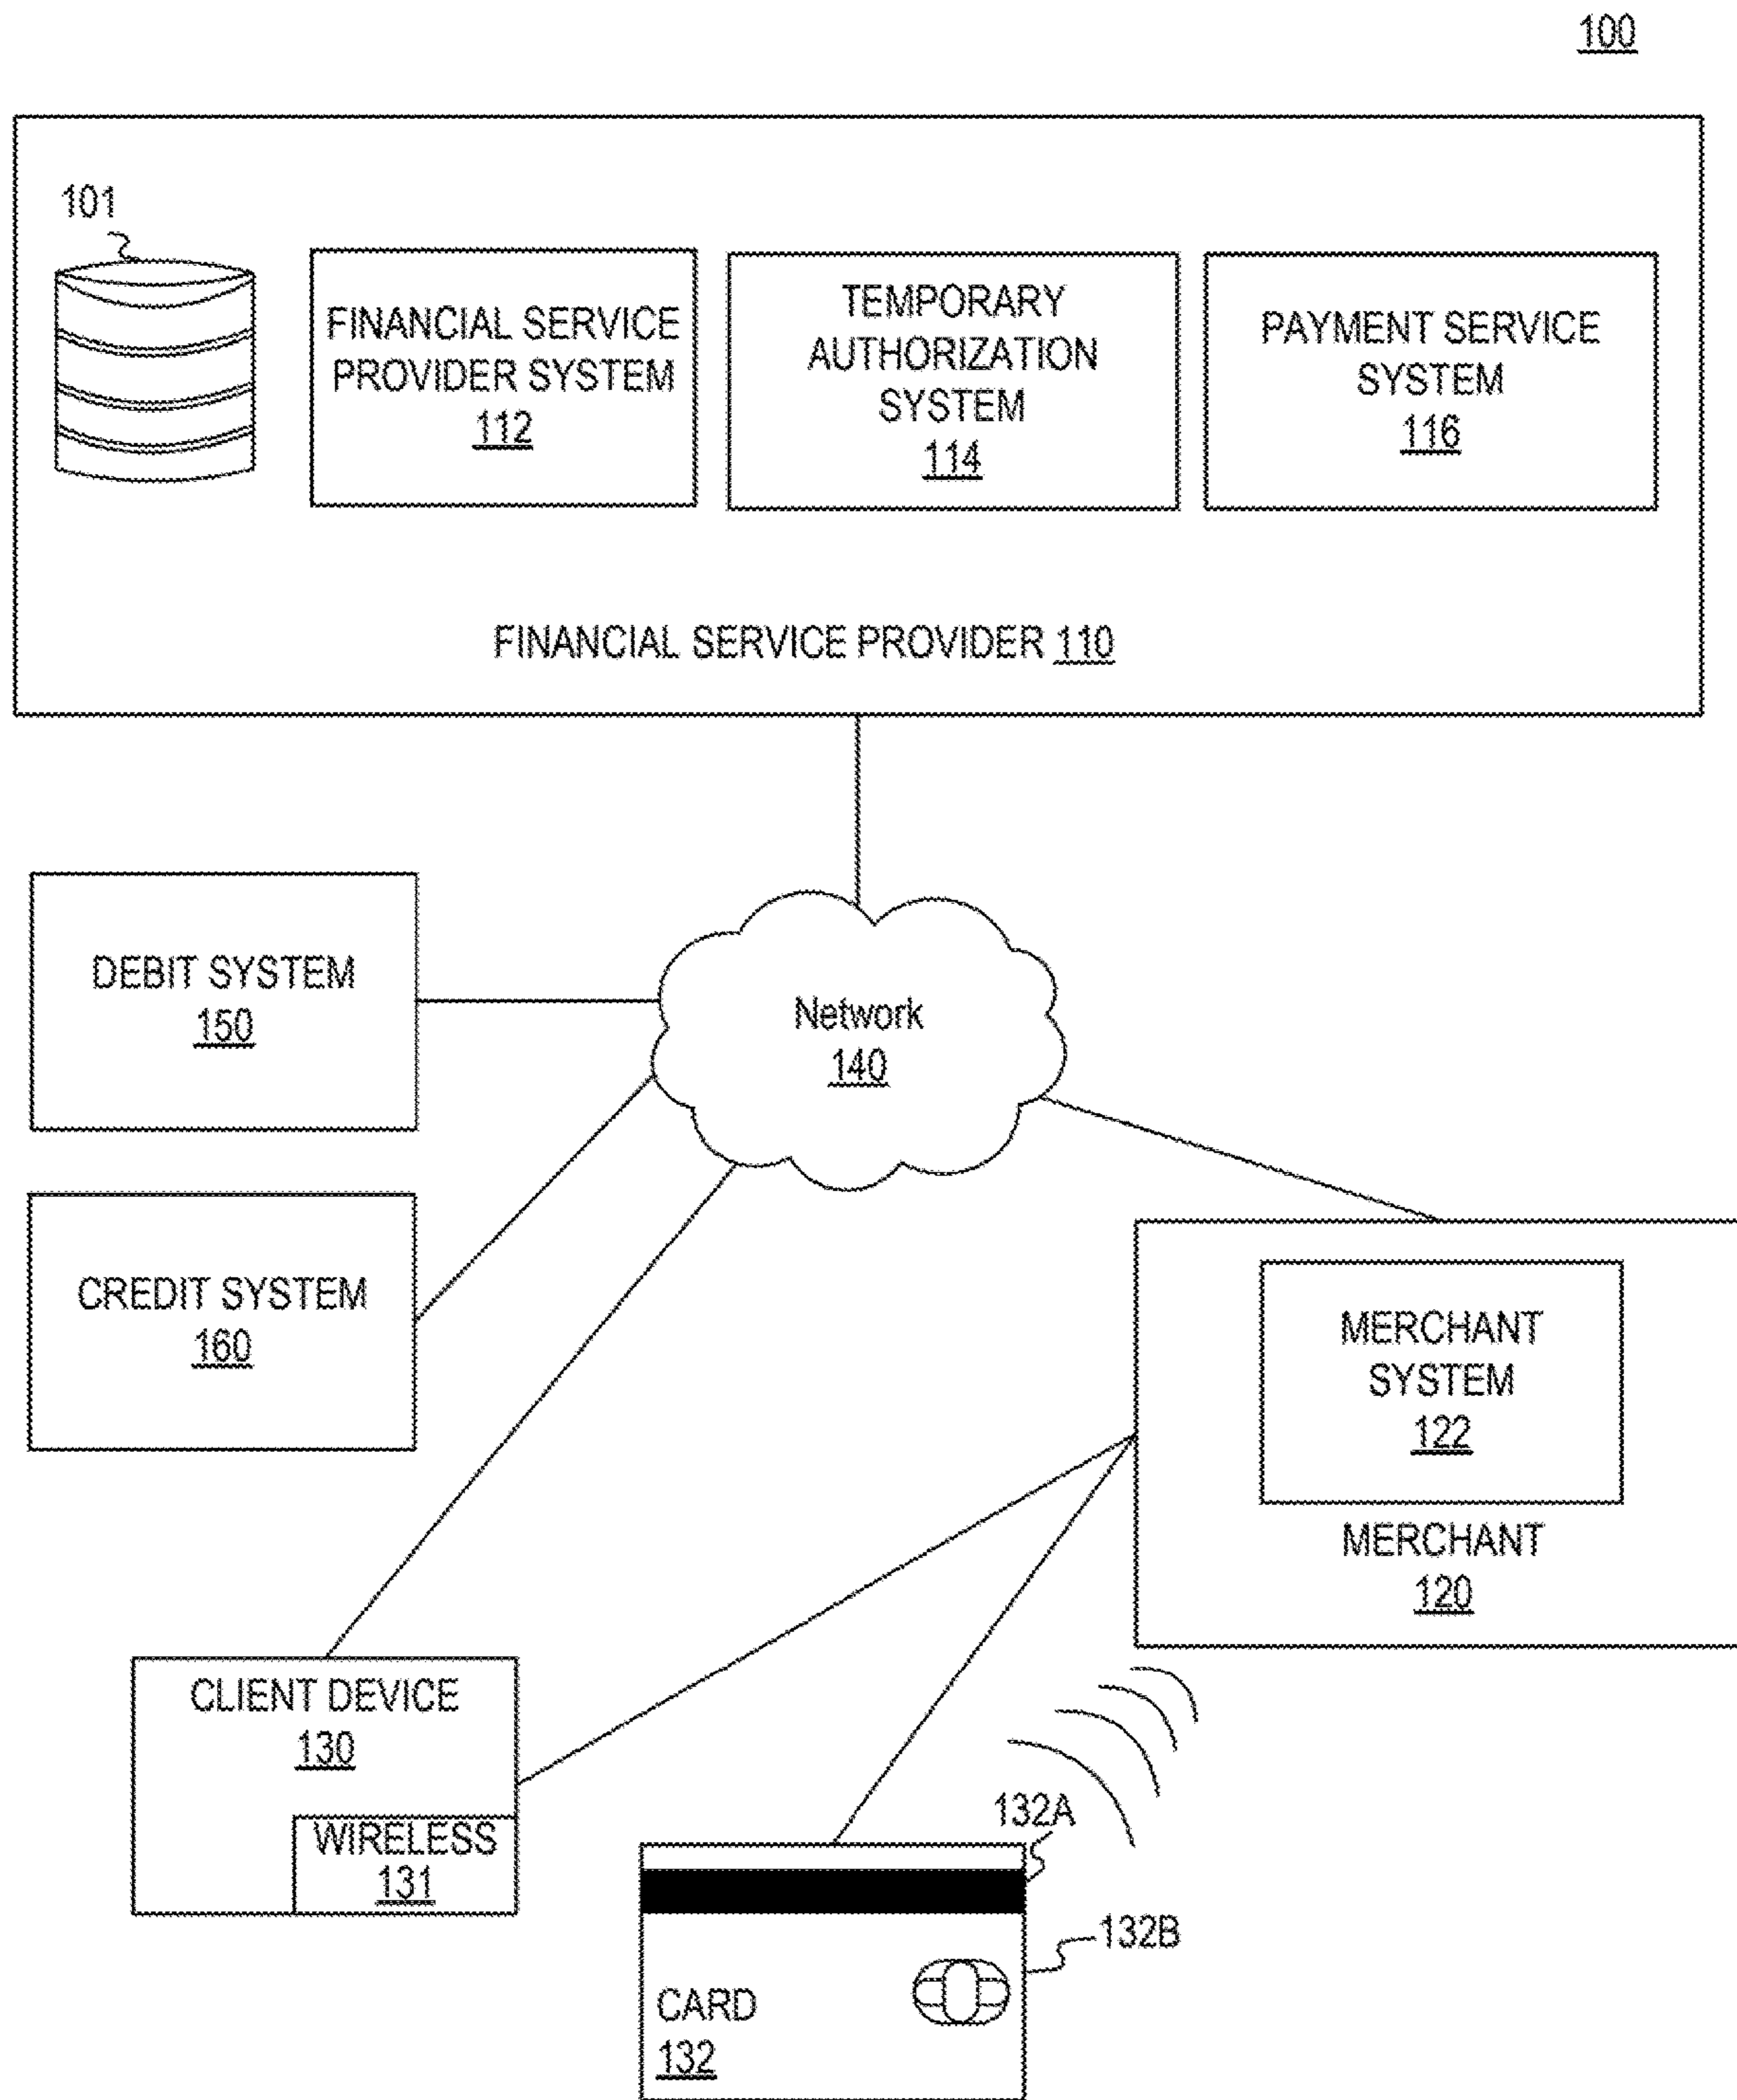 100
101
FINANCIAL SERVICE
PROVIDER SYSTEM
112
TEMPORARY
AUTHORIZATION
SYSTEM
114
PAYMENT SERVICE
SYSTEM
116
FINANCIAL SERVICE PROVIDER 110
DEBIT SYSTEM
150
Network
140
CREDIT SYSTEM
160
MERCHANT
SYSTEM
122
MERCHANT
120
CLIENT DEVICE
130
WIRELESS
131
132A
132B
CARD
132